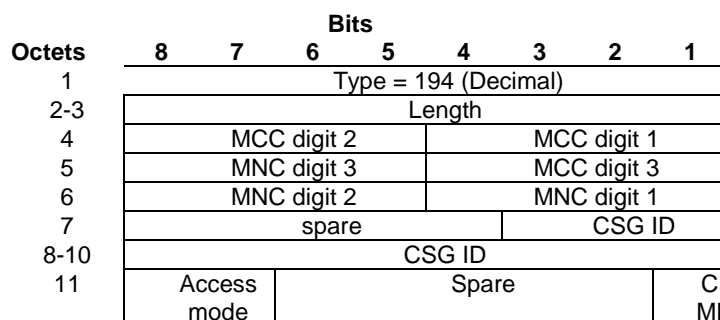 Bits
Octets 8 7 6 5 4 3 2 1
1 Type = 194 (Decimal)
2-3 Length
4 MCC digit 2 MCC digit 1
5 MNC digit 3 MCC digit 3
6 MNC digit 2 MNC digit 1
7 spare CSG ID
8-10 CSG ID
11 Access Spare
mode